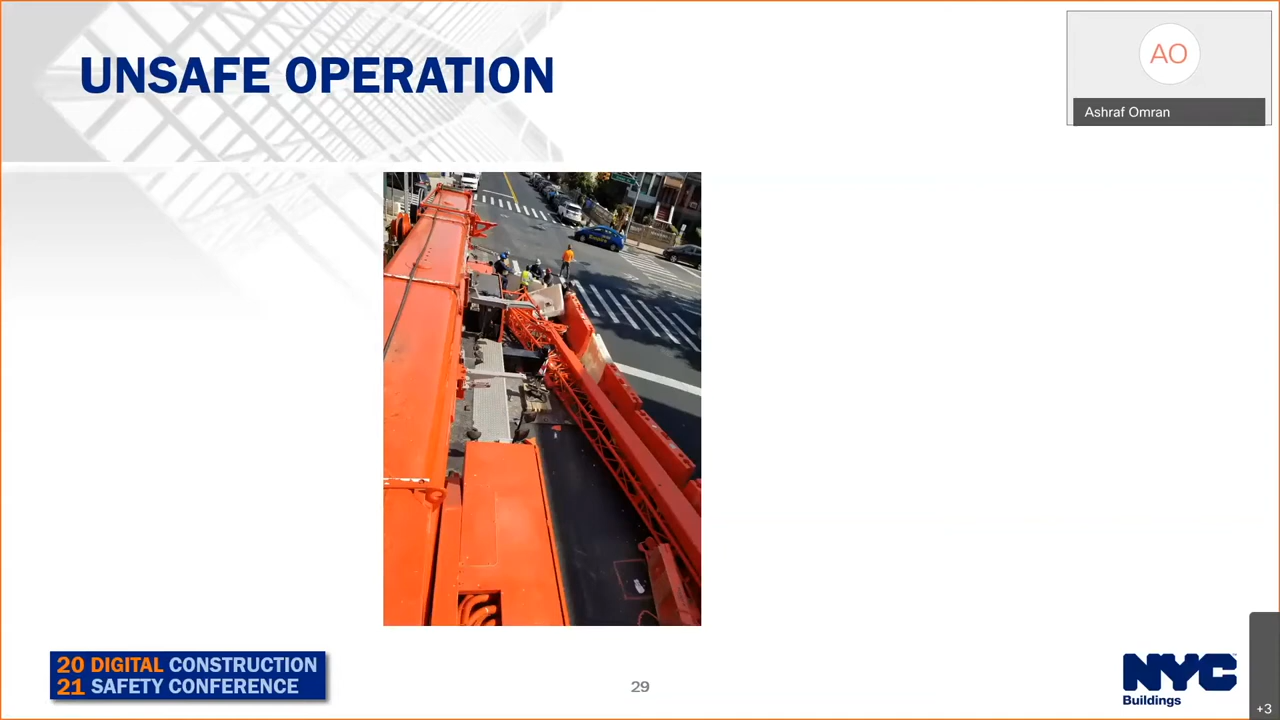 UNSAFE OPERATION
AO
Ashraf Omran
20 DIGITAL CONSTRUCTION
21 SAFETY CONFERENCE
29
NYC
Buildings
+3